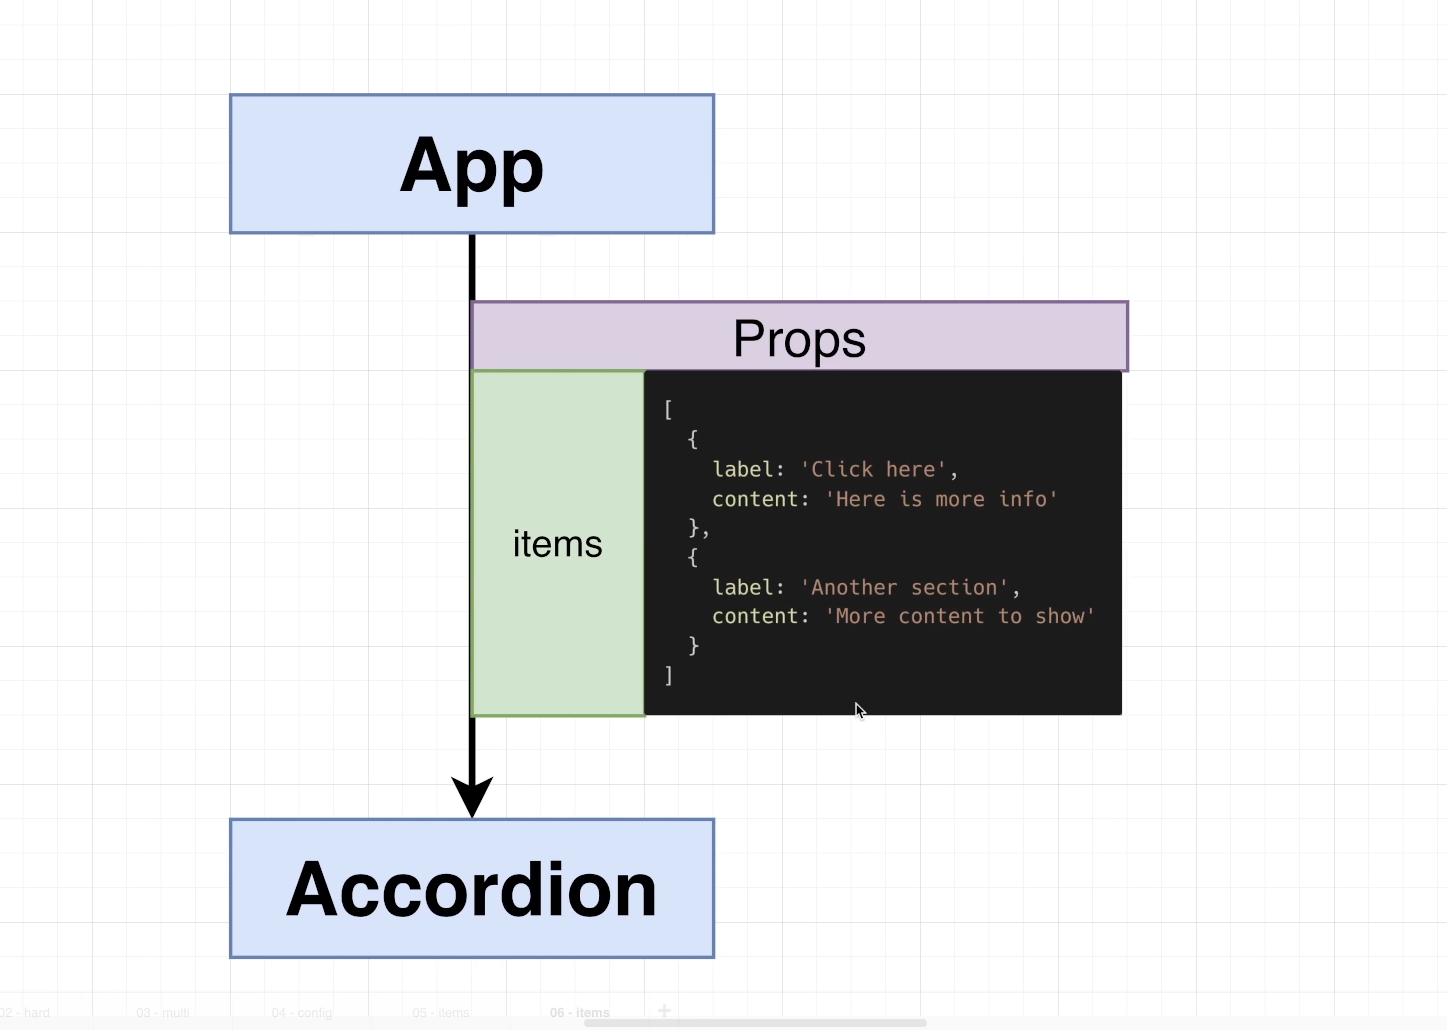 App
Props
items
[
{
label: 'Click here',
content: 'Here is more info'
},
{
label: 'Another section',
content: 'More content to show'
}
]
Accordion
02 - hard
03 - multi
04 - config
05 - items
06 - items
+